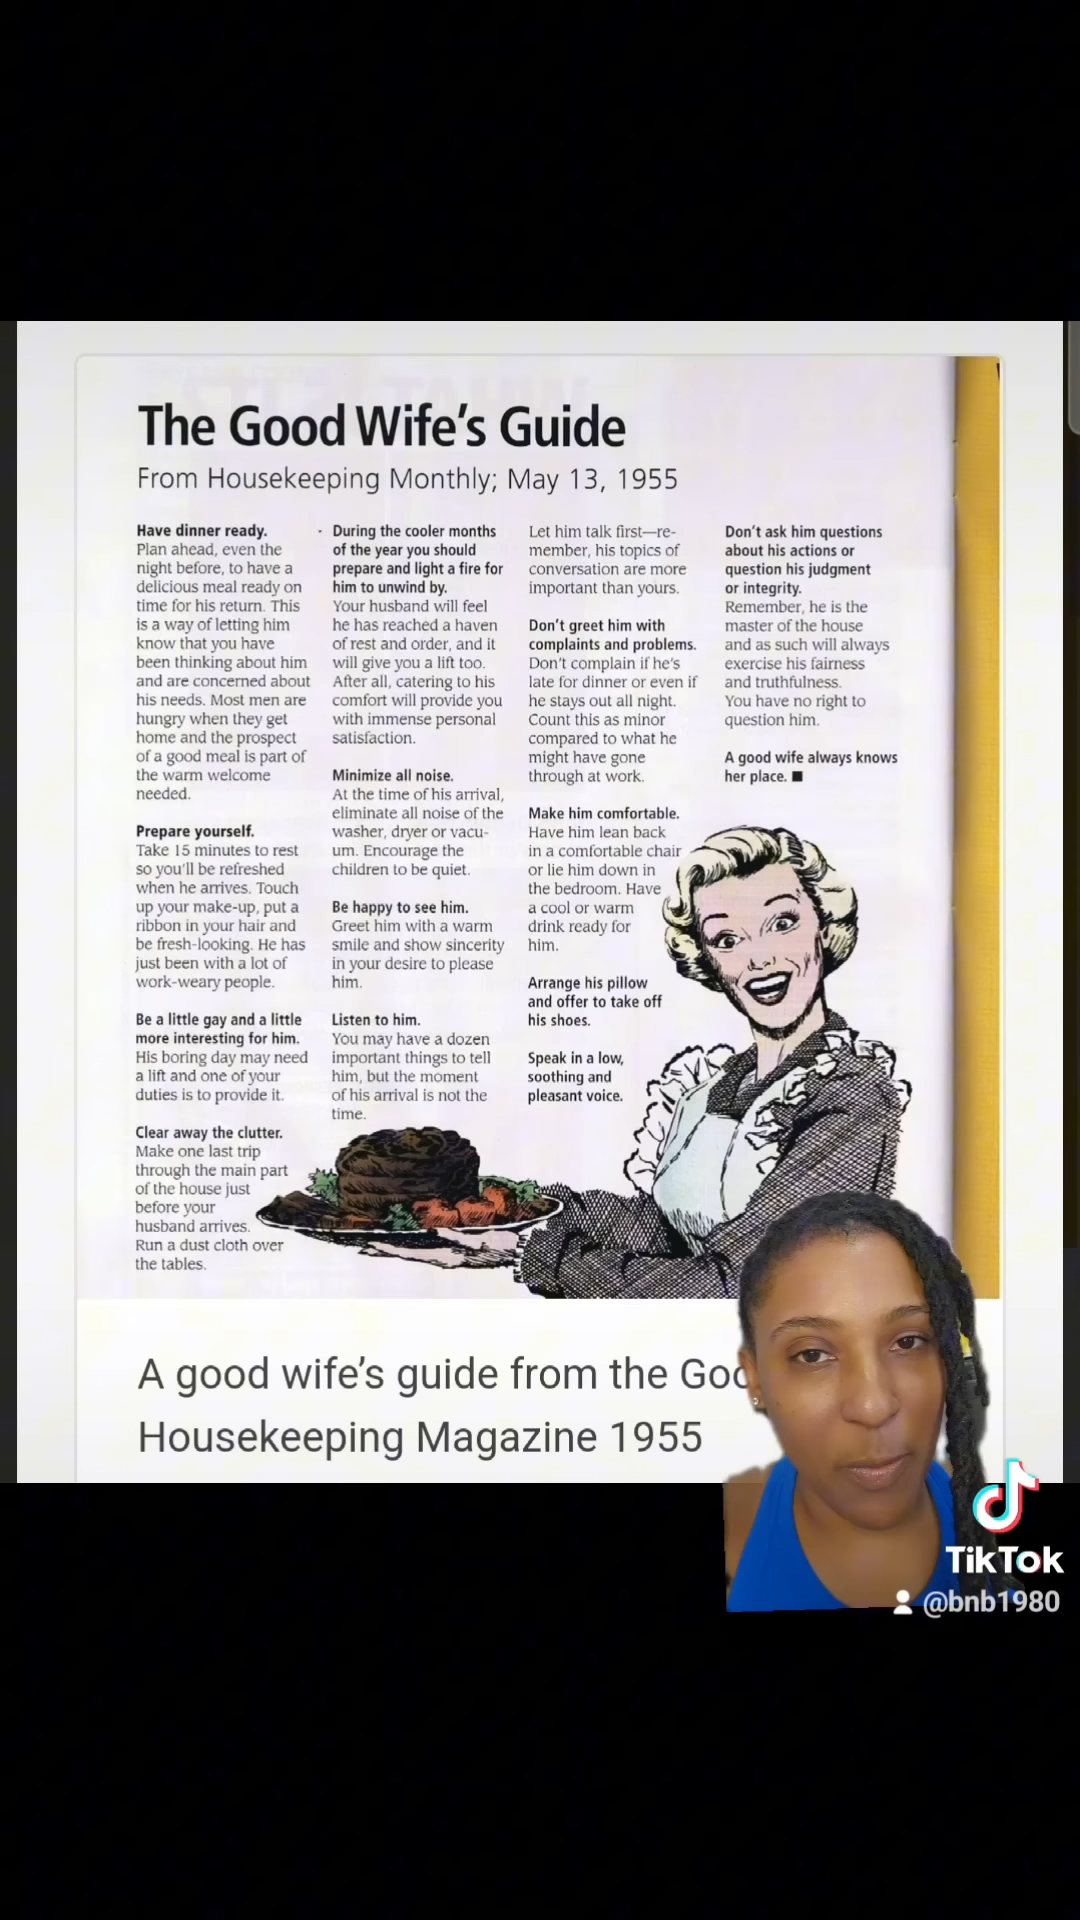 The Good Wife's Guide
From Housekeeping Monthly; May 13, 1955
Have dinner ready.
Plan ahead, even the
night before, to have a
delicious meal ready on
time for his return. This
is a way of letting him
know that you have
been thinking about him
and are concerned about
his needs. Most men are
hungry when they get
home and the prospect
of a good meal is part of
the warm welcome
needed.
Prepare yourself.
Take 15 minutes to rest
so you'll be refreshed
when he arrives. Touch
up your make-up, put a
ribbon in your hair and
be fresh-looking. He has
just been with a lot of
work-weary people.
Be a little gay and a little
more interesting for him.
His boring day may need
a lift and one of your
duties is to provide it.
Clear away the clutter.
Make one last trip
through the main part
of the house just
before your
husband arrives.
Run a dust cloth over
the tables.
During the cooler months
of the year you should
prepare and light a fire for
him to unwind by.
Your husband will feel
he has reached a haven
of rest and order, and it
will give you a lift too.
After all, catering to his
comfort will provide you
with immense personal
satisfaction.
Minimize all noise.
At the time of his arrival,
eliminate all noise of the
washer, dryer or vacu-
um. Encourage the
children to be quiet.
Be happy to see him.
Greet him with a warm
smile and show sincerity
in your desire to please
him.
Listen to him.
You may have a dozen
important things to tell
him, but the moment
of his arrival is not the
time.
Let him talk first—re-
member, his topics of
conversation are more
important than yours.
Don't greet him with
complaints and problems.
Don't complain if he's
late for dinner or even if
he stays out all night.
Count this as minor
compared to what he
might have gone
through at work.
Make him comfortable.
Have him lean back
in a comfortable chair
or lie him down in
the bedroom. Have
a cool or warm
drink ready for
him.
Arrange his pillow
and offer to take off
his shoes.
Speak in a low,
soothing and
pleasant voice.
Don't ask him questions
about his actions or
question his judgment
or integrity.
Remember, he is the
master of the house
and as such will always
exercise his fairness
and truthfulness.
You have no right to
question him.
A good wife always knows
her place. ■
A good wife's guide from the
Housekeeping Magazine 1955
TikTok
@bnb1980